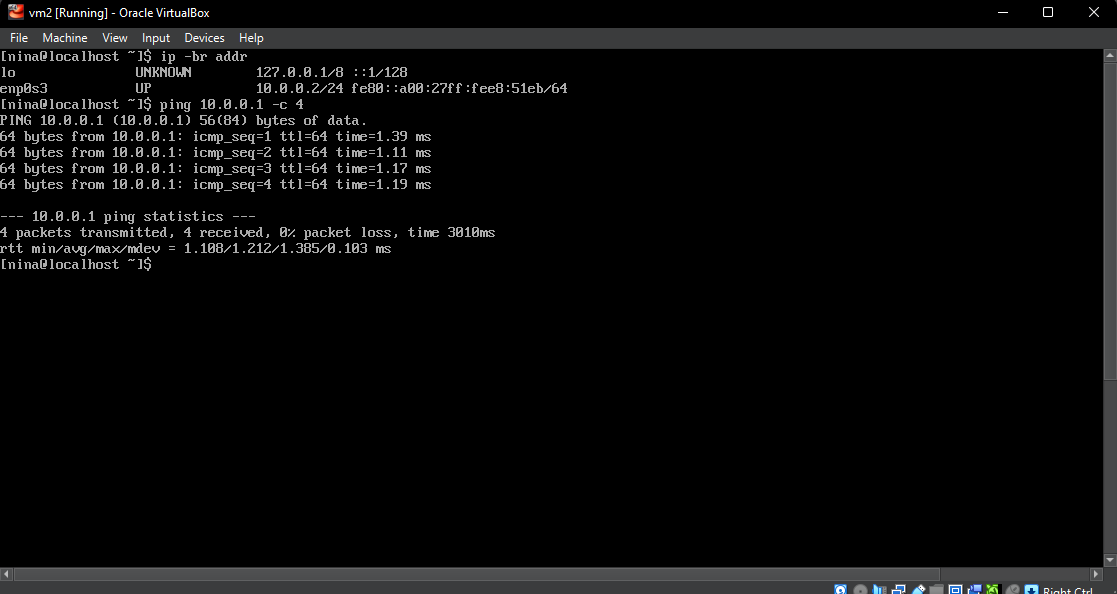 vm2 [Running] - Oracle VirtualBox
File Machine View Input Devices Help
[nina@localhost ~]$ ip -br addr
lo UNKNOWN 127.0.0.1/8 ::1/128
enp0s3 UP 10.0.0.2/24 fe80::a00:27ff:fee8:51eb/64
[nina@localhost ~]$ ping 10.0.0.1 -c 4
PING 10.0.0.1 (10.0.0.1) 56(84) bytes of data.
64 bytes from 10.0.0.1: icmp_seq=1 ttl=64 time=1.39 ms
64 bytes from 10.0.0.1: icmp_seq=2 ttl=64 time=1.11 ms
64 bytes from 10.0.0.1: icmp_seq=3 ttl=64 time=1.17 ms
64 bytes from 10.0.0.1: icmp_seq=4 ttl=64 time=1.19 ms
--- 10.0.0.1 ping statistics ---
4 packets transmitted, 4 received, 0% packet loss, time 3010ms
rtt min/avg/max/mdev = 1.108/1.212/1.385/0.103 ms
[nina@localhost ~]$
Right Ctrl